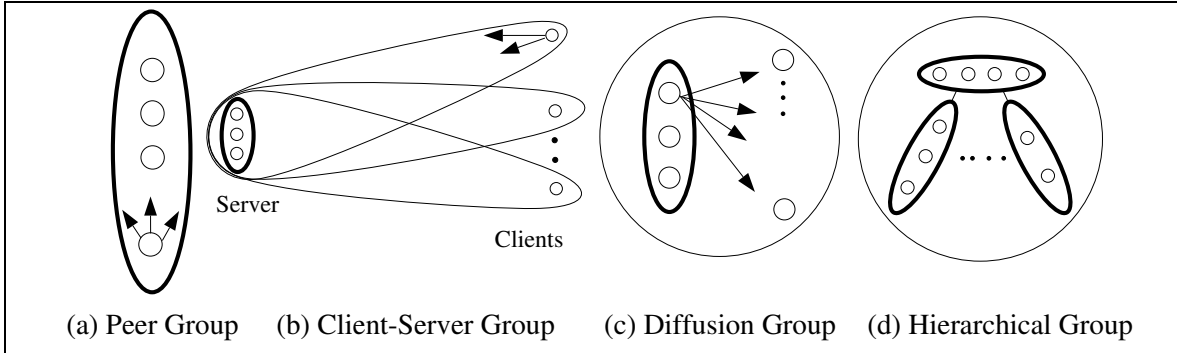 Server
Clients
(a) Peer Group (b) Client-Server Group (c) Diffusion Group (d) Hierarchical Group